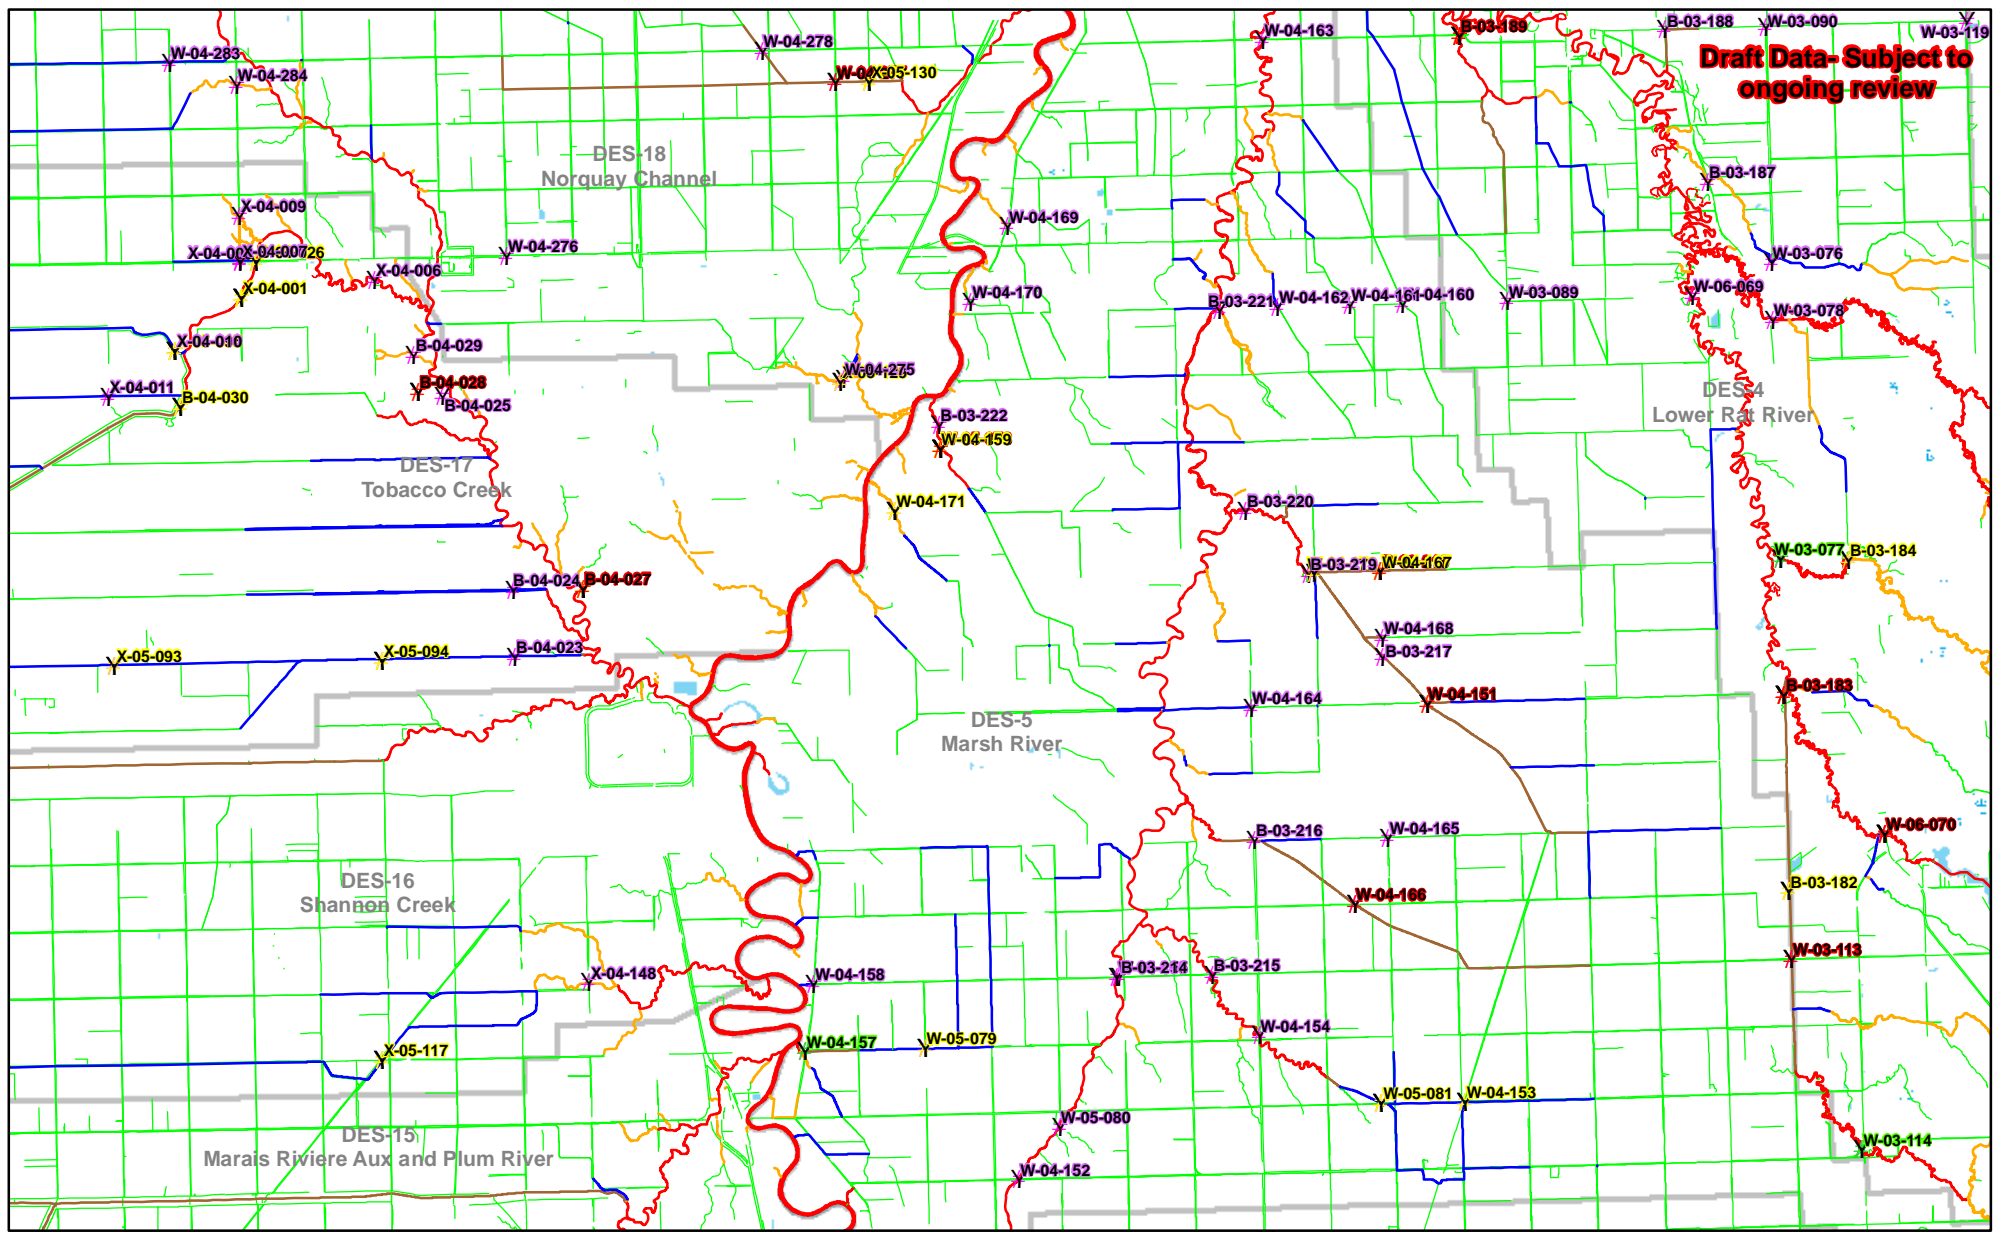 B-03-188
W-03-090
W-03-119
W-04-278
W-04-163
B-03-189
W-04-283
Draft Data- Subject to
ongoing review
W-04-284
X-05-130
DES-18
Norquay Channel
B-03-187
X-04-009
W-04-169
W-04-276
X-04-007
W-03-076
X-04-006
X-04-001
W-04-170
B-03-221
W-04-162
W-04-161
W-04-160
W-03-089
W-06-069
W-03-078
X-04-010
B-04-029
W-04-275
X-04-011
B-04-028
B-04-030
B-04-025
DES-4
Lower Rat River
B-03-222
W-04-159
DES-17
Tobacco Creek
W-04-171
B-03-220
W-03-077
B-03-184
B-04-024
B-04-027
B-03-219
W-04-167
W-04-168
B-03-217
X-05-093
X-05-094
B-04-023
B-03-183
W-04-164
W-04-151
DES-5
Marsh River
B-03-216
W-04-165
W-06-070
DES-16
Shannon Creek
W-04-166
B-03-182
W-03-113
X-04-148
W-04-158
B-03-214
B-03-215
W-04-154
W-04-157
W-05-079
X-05-117
W-05-081
W-04-153
W-05-080
DES-15
Marais Riviere Aux and Plum River
W-03-114
W-04-152